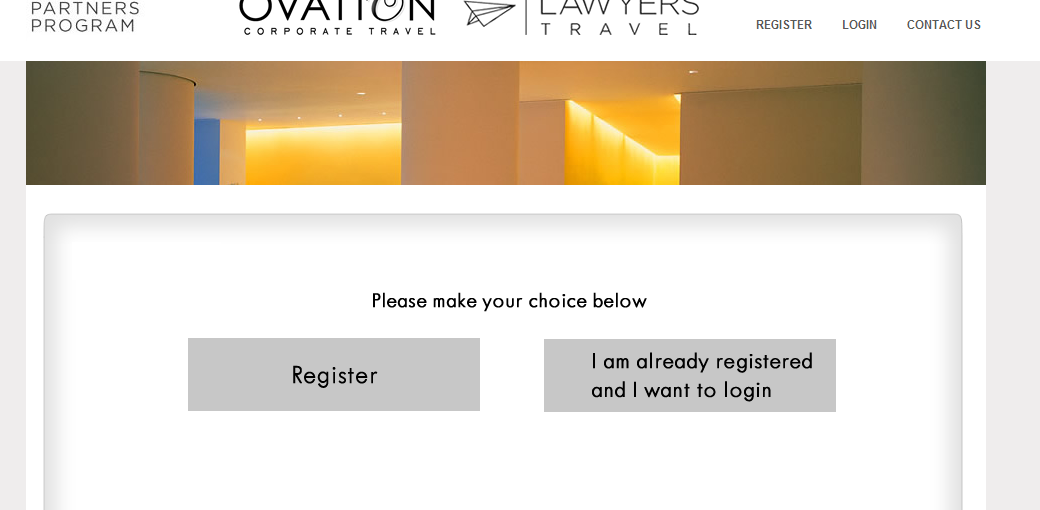 PARTNERS
PROGRAM
OVATION
CORPORATE TRAVEL
LAWYERS
TRAVEL
REGISTER LOGIN CONTACT US
Please make your choice below
Register
I am already registered
and I want to login